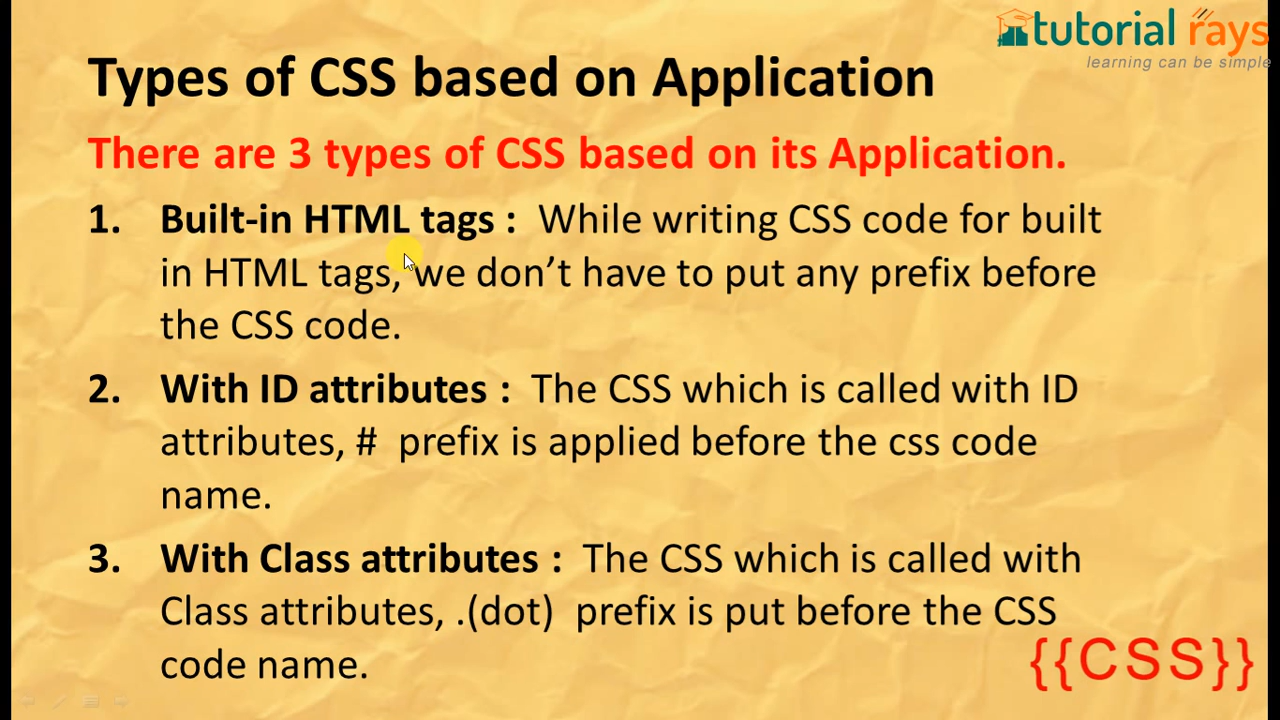 tutorial rays
learning can be simple
Types of CSS based on Application
There are 3 types of CSS based on its Application.
1. Built-in HTML tags : While writing CSS code for built
in HTML tags, we don’t have to put any prefix before
the CSS code.
2. With ID attributes : The CSS which is called with ID
attributes, # prefix is applied before the css code
name.
3. With Class attributes : The CSS which is called with
Class attributes, .(dot) prefix is put before the CSS
code name.
{{CSS}}